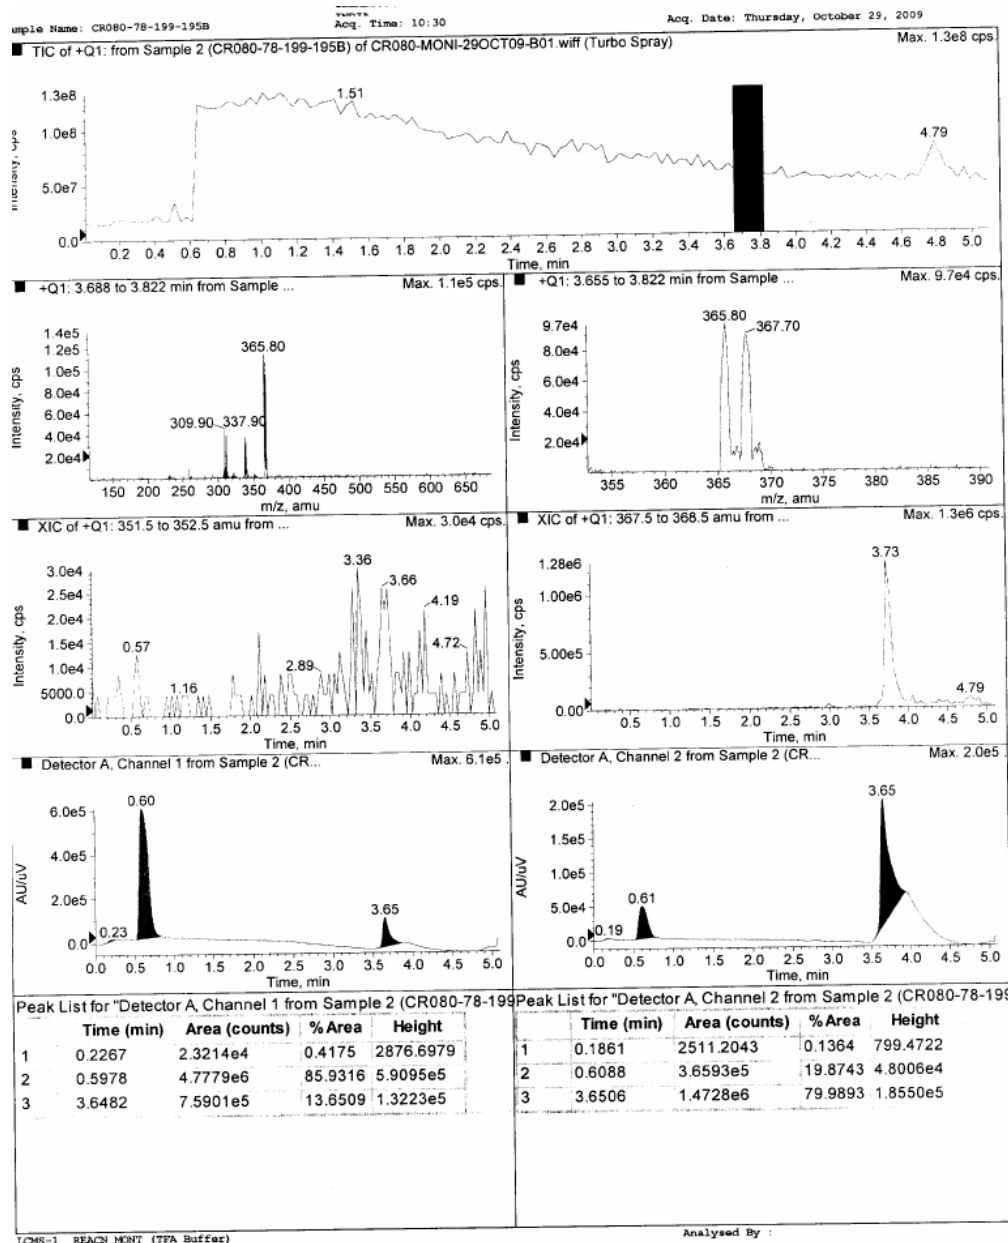 mple Name: CR080-78-199-195B
Acq. Time: 10:30
Acq. Date: Thursday, October 29, 2009
TIC of +Q1: from Sample 2 (CR080-78-199-195B) of CR080-MONI-29OCT09-B01.wiff (Turbo Spray)
Max. 1.3e8 cps
Intensity, cps
1.3e8
1.0e8
5.0e7
0.0
1.51
4.79
0.2 0.4 0.6 0.8 1.0 1.2 1.4 1.6 1.8 2.0 2.2 2.4 2.6 2.8 3.0 3.2 3.4 3.6 3.8 4.0 4.2 4.4 4.6 4.8 5.0
Time, min
+Q1: 3.688 to 3.822 min from Sample ...
Max. 1.1e5 cps.
Intensity, cps
1.4e5
1.2e5
1.0e5
8.0e4
6.0e4
4.0e4
2.0e4
365.80
309.90
337.90
150 200 250 300 350 400 450 500 550 600 650
m/z, amu
+Q1: 3.655 to 3.822 min from Sample ...
Max. 9.7e4 cps.
Intensity, cps
9.7e4
8.0e4
6.0e4
4.0e4
2.0e4
365.80
367.70
355 360 365 370 375 380 385 390
m/z, amu
XIC of +Q1: 351.5 to 352.5 amu from ...
Max. 3.0e4 cps.
Intensity, cps
3.0e4
2.5e4
2.0e4
1.5e4
1.0e4
5000.0
0.0
0.57
1.16
2.89
3.36
3.66
4.19
4.72
0.5 1.0 1.5 2.0 2.5 3.0 3.5 4.0 4.5 5.0
Time, min
XIC of +Q1: 367.5 to 368.5 amu from ...
Max. 1.3e6 cps.
Intensity, cps
1.28e6
1.00e6
5.00e5
0.00
3.73
4.79
0.5 1.0 1.5 2.0 2.5 3.0 3.5 4.0 4.5 5.0
Time, min
Detector A, Channel 1 from Sample 2 (CR...
Max. 6.1e5
AU/uV
6.0e5
4.0e5
2.0e5
0.0
0.23
0.60
3.65
0.0 0.5 1.0 1.5 2.0 2.5 3.0 3.5 4.0 4.5 5.0
Time, min
Detector A, Channel 2 from Sample 2 (CR...
Max. 2.0e5
AU/uV
2.0e5
1.5e5
1.0e5
5.0e4
0.0
0.19
0.61
3.65
0.0 0.5 1.0 1.5 2.0 2.5 3.0 3.5 4.0 4.5 5.0
Time, min
Peak List for "Detector A, Channel 1 from Sample 2 (CR080-78-199
Time (min) Area (counts) % Area Height
1 0.2267 2.3214e4 0.4175 2876.6979
2 0.5978 4.7779e6 85.9316 5.9095e5
3 3.6482 7.5901e5 13.6509 1.3223e5
Peak List for "Detector A, Channel 2 from Sample 2 (CR080-78-199
Time (min) Area (counts) % Area Height
1 0.1861 2511.2043 0.1364 799.4722
2 0.6088 3.6593e5 19.8743 4.8006e4
3 3.6506 1.4728e6 79.9893 1.8550e5
LCMS-1 REACN MONT (TFA Buffer)
Analysed By :